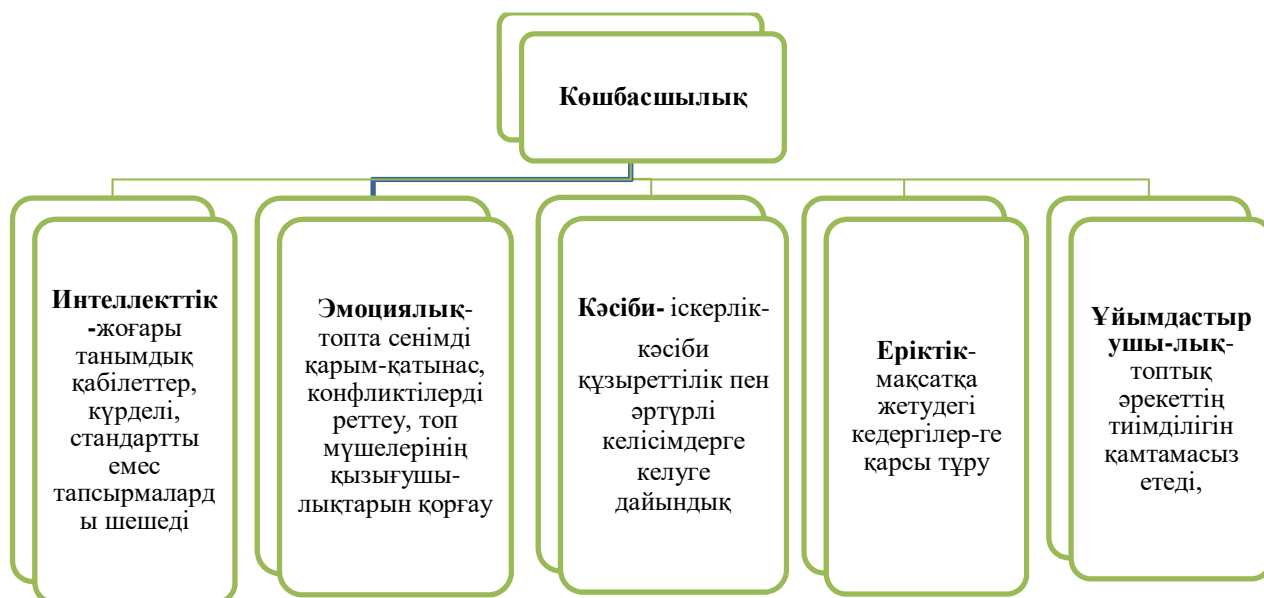 Көшбасшылық
Интеллекттік
-жоғары
танымдық
қабілеттер,
күрделі,
стандартты
емес
тапсырмалард
ы шешеді
Эмоциялық-
топта сенімді
қарым-қатынас,
конфликтілерді
реттеу, топ
мүшелерінің
қызығушы-
лықтарын қорғау
Кәсіби- іскерлік-
кәсіби
құзыреттілік пен
әртүрлі
келісімдерге
келуге
дайындық
Еріктік-
мақсатқа
жетудегі
кедергілер-ге
қарсы тұру
Ұйымдастыр
ушы-лық-
топтық
әрекеттің
тиімділігін
қамтамасыз
етеді,